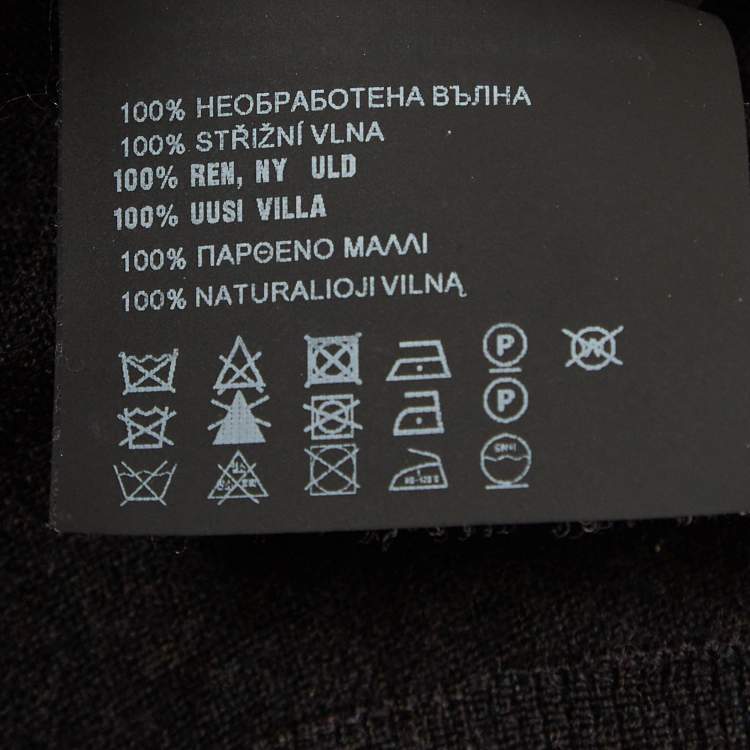 100% НЕОБРАБОТЕНА ВЪЛНА
100% STŘIŽNÍ VLNA
100% REN, NY ULD
100% UUSI VILLA
100% ΠΑΡΘΕΝΟ ΜΑΛΛΙ
100% NATURALIOJI VILNĄ
P
W
P